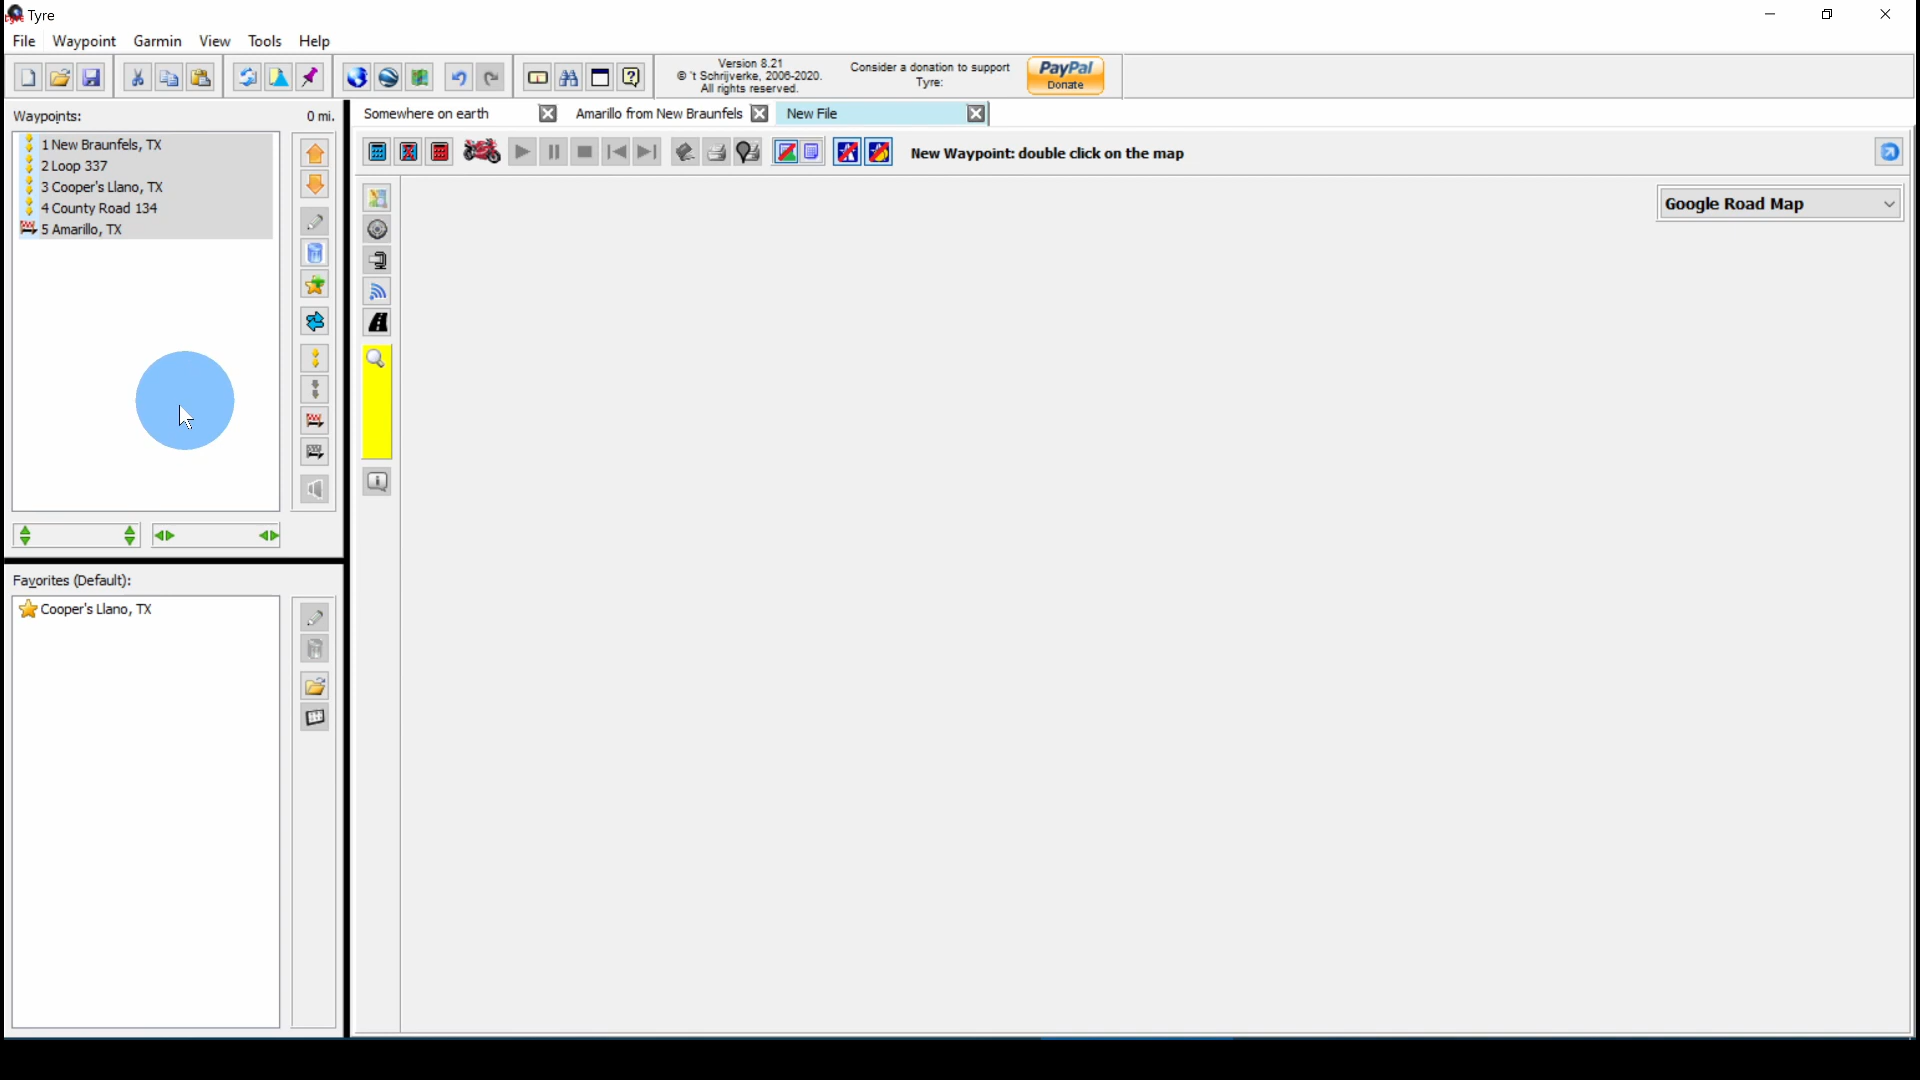 Tyre
File Waypoint Garmin View Tools Help
Version 8.21
© 't Schrijverke, 2006-2020.
All rights reserved.
Consider a donation to support
Tyre:
PayPal
Donate
Waypoints: 0 mi.
1 New Braunfels, TX
2 Loop 337
3 Cooper's Llano, TX
4 County Road 134
5 Amarillo, TX
Somewhere on earth
Amarillo from New Braunfels
New File
New Waypoint: double click on the map
Google Road Map
Favorites (Default):
Cooper's Llano, TX